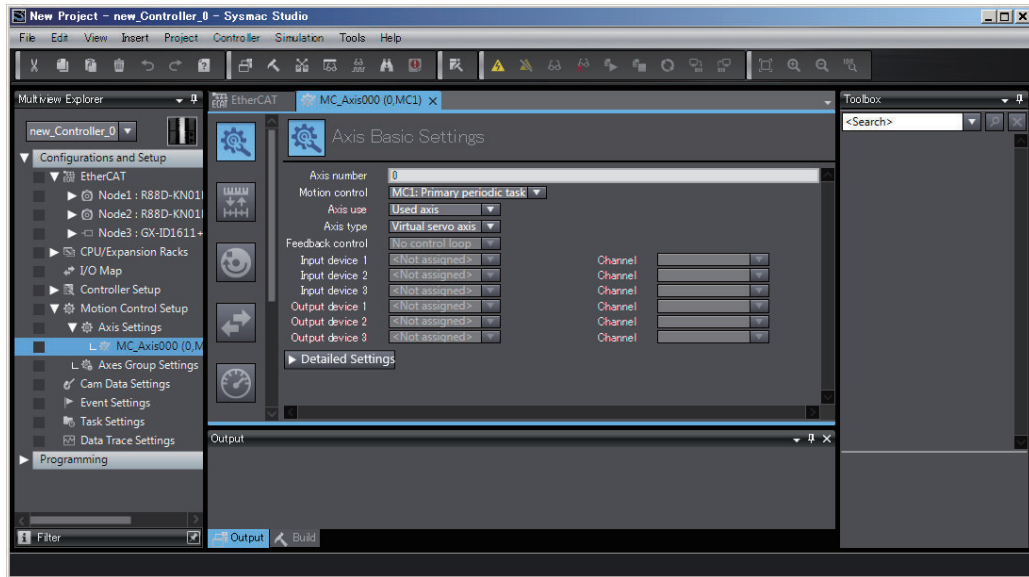 New Project - new_Controller_0 - Sysmac Studio
File Edit View Insert Project Controller Simulation Tools Help
Multiview Explorer
new_Controller_0
Configurations and Setup
EtherCAT
Node1 : R88D-KN01
Node2 : R88D-KN01
Node3 : GX-ID1611+
CPU/Expansion Racks
I/O Map
Controller Setup
Motion Control Setup
Axis Settings
MC_Axis000 (0,M
Axes Group Settings
Cam Data Settings
Event Settings
Task Settings
Data Trace Settings
Programming
Filter
EtherCAT MC_Axis000 (0,MC1)
Axis Basic Settings
Axis number 0
Motion control MC1: Primary periodic task
Axis use Used axis
Axis type Virtual servo axis
Feedback control No control loop
Input device 1 <Not assigned> Channel
Input device 2 <Not assigned> Channel
Input device 3 <Not assigned> Channel
Output device 1 <Not assigned> Channel
Output device 2 <Not assigned> Channel
Output device 3 <Not assigned> Channel
Detailed Settings
Output
Output Build
Toolbox
<Search>